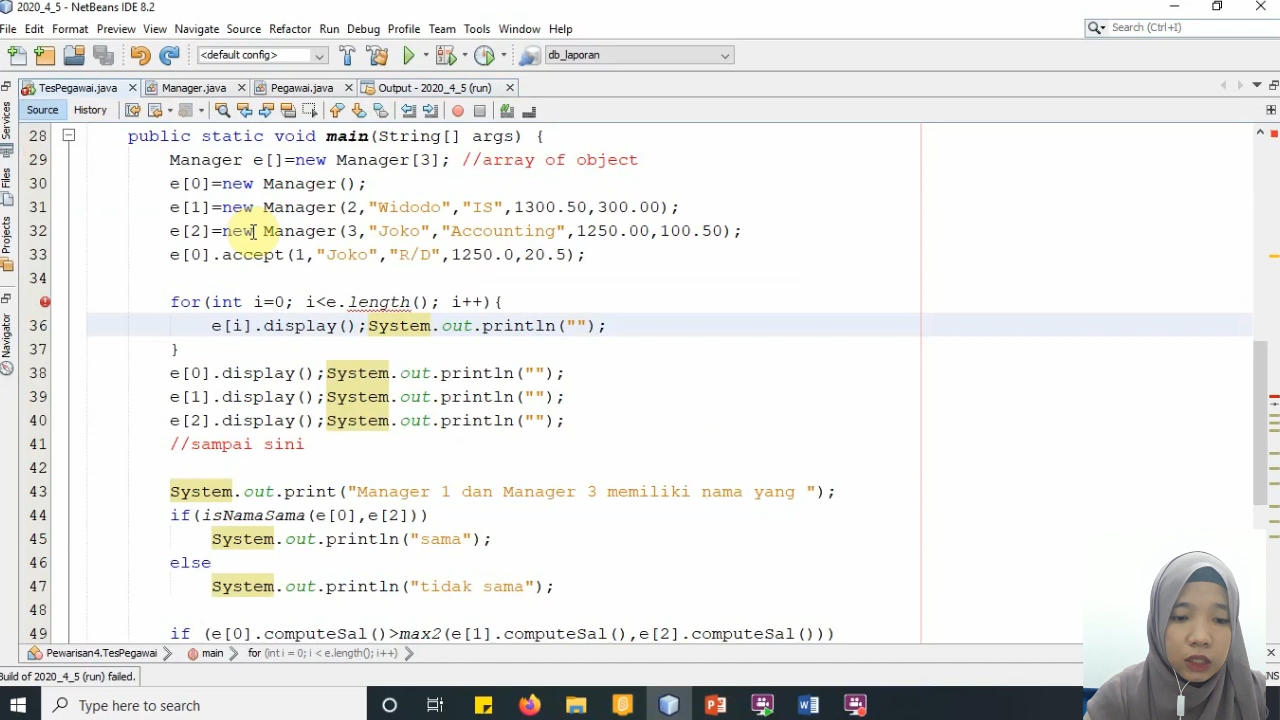 2020_4_5 - NetBeans IDE 8.2
File Edit Format Preview View Navigate Source Refactor Run Debug Profile Team Tools Window Help
Search (Ctrl+I)
<default config>
db_laporan
TesPegawai.java Manager.java Pegawai.java Output - 2020_4_5 (run)
Source History
Services
Files
Projects
Navigator
28 public static void main(String[] args) {
29 Manager e[]=new Manager[3]; //array of object
30 e[0]=new Manager();
31 e[1]=new Manager(2,"Widodo","IS",1300.50,300.00);
32 e[2]=new Manager(3,"Joko","Accounting",1250.00,100.50);
33 e[0].accept(1,"Joko","R/D",1250.0,20.5);
34
for(int i=0; i<e.length(); i++){
36 e[i].display();System.out.println("");
37 }
38 e[0].display();System.out.println("");
39 e[1].display();System.out.println("");
40 e[2].display();System.out.println("");
41 //sampai sini
42
43 System.out.print("Manager 1 dan Manager 3 memiliki nama yang ");
44 if(isNamaSama(e[0],e[2]))
45 System.out.println("sama");
46 else
47 System.out.println("tidak sama");
48
49 if (e[0].computeSal()>max2(e[1].computeSal(),e[2].computeSal()))
Pewarisan4.TesPegawai main for (int i = 0; i < e.length(); i++)
Build of 2020_4_5 (run) failed.
Type here to search